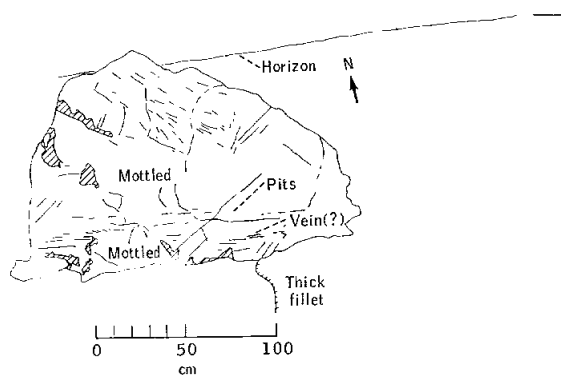 Horizon
N
Mottled
Pits
Vein(?)
Mottled
Thick
fillet
0 50 100
cm